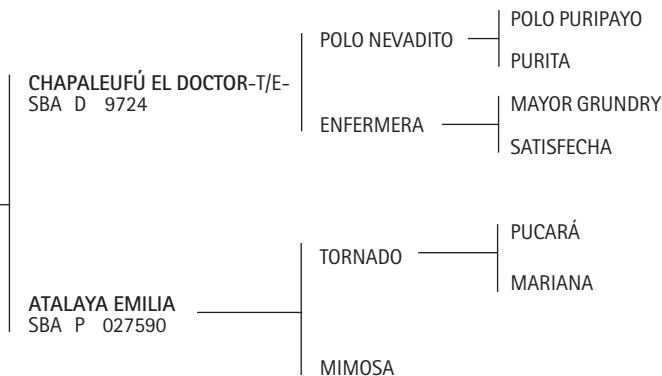 POLO PURIPAYO
POLO NEVADITO
PURITA
CHAPALEUFÚ EL DOCTOR-T/E-
SBA D 9724
MAYOR GRUNDRY
ENFERMERA
SATISFECHA
PUCARÁ
TORNADO
MARIANA
ATALAYA EMILIA
SBA P 027590
MIMOSA